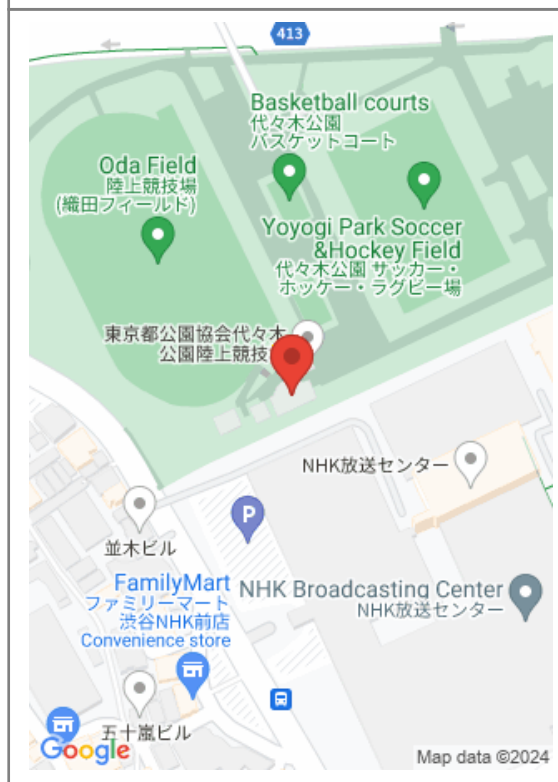 413
Basketball courts
代々木公園
バスケットコート
Oda Field
陸上競技場
(織田フィールド)
Yoyogi Park Soccer
&Hockey Field
代々木公園 サッカー・
ホッケー・ラグビー場
東京都公園協会代々木
公園陸上競技
NHK放送センター
P
並木ビル
FamilyMart
ファミリーマート
渋谷NHK前店
Convenience store
NHK Broadcasting Center
NHK放送センター
五十嵐ビル
Google
Map data ©2024